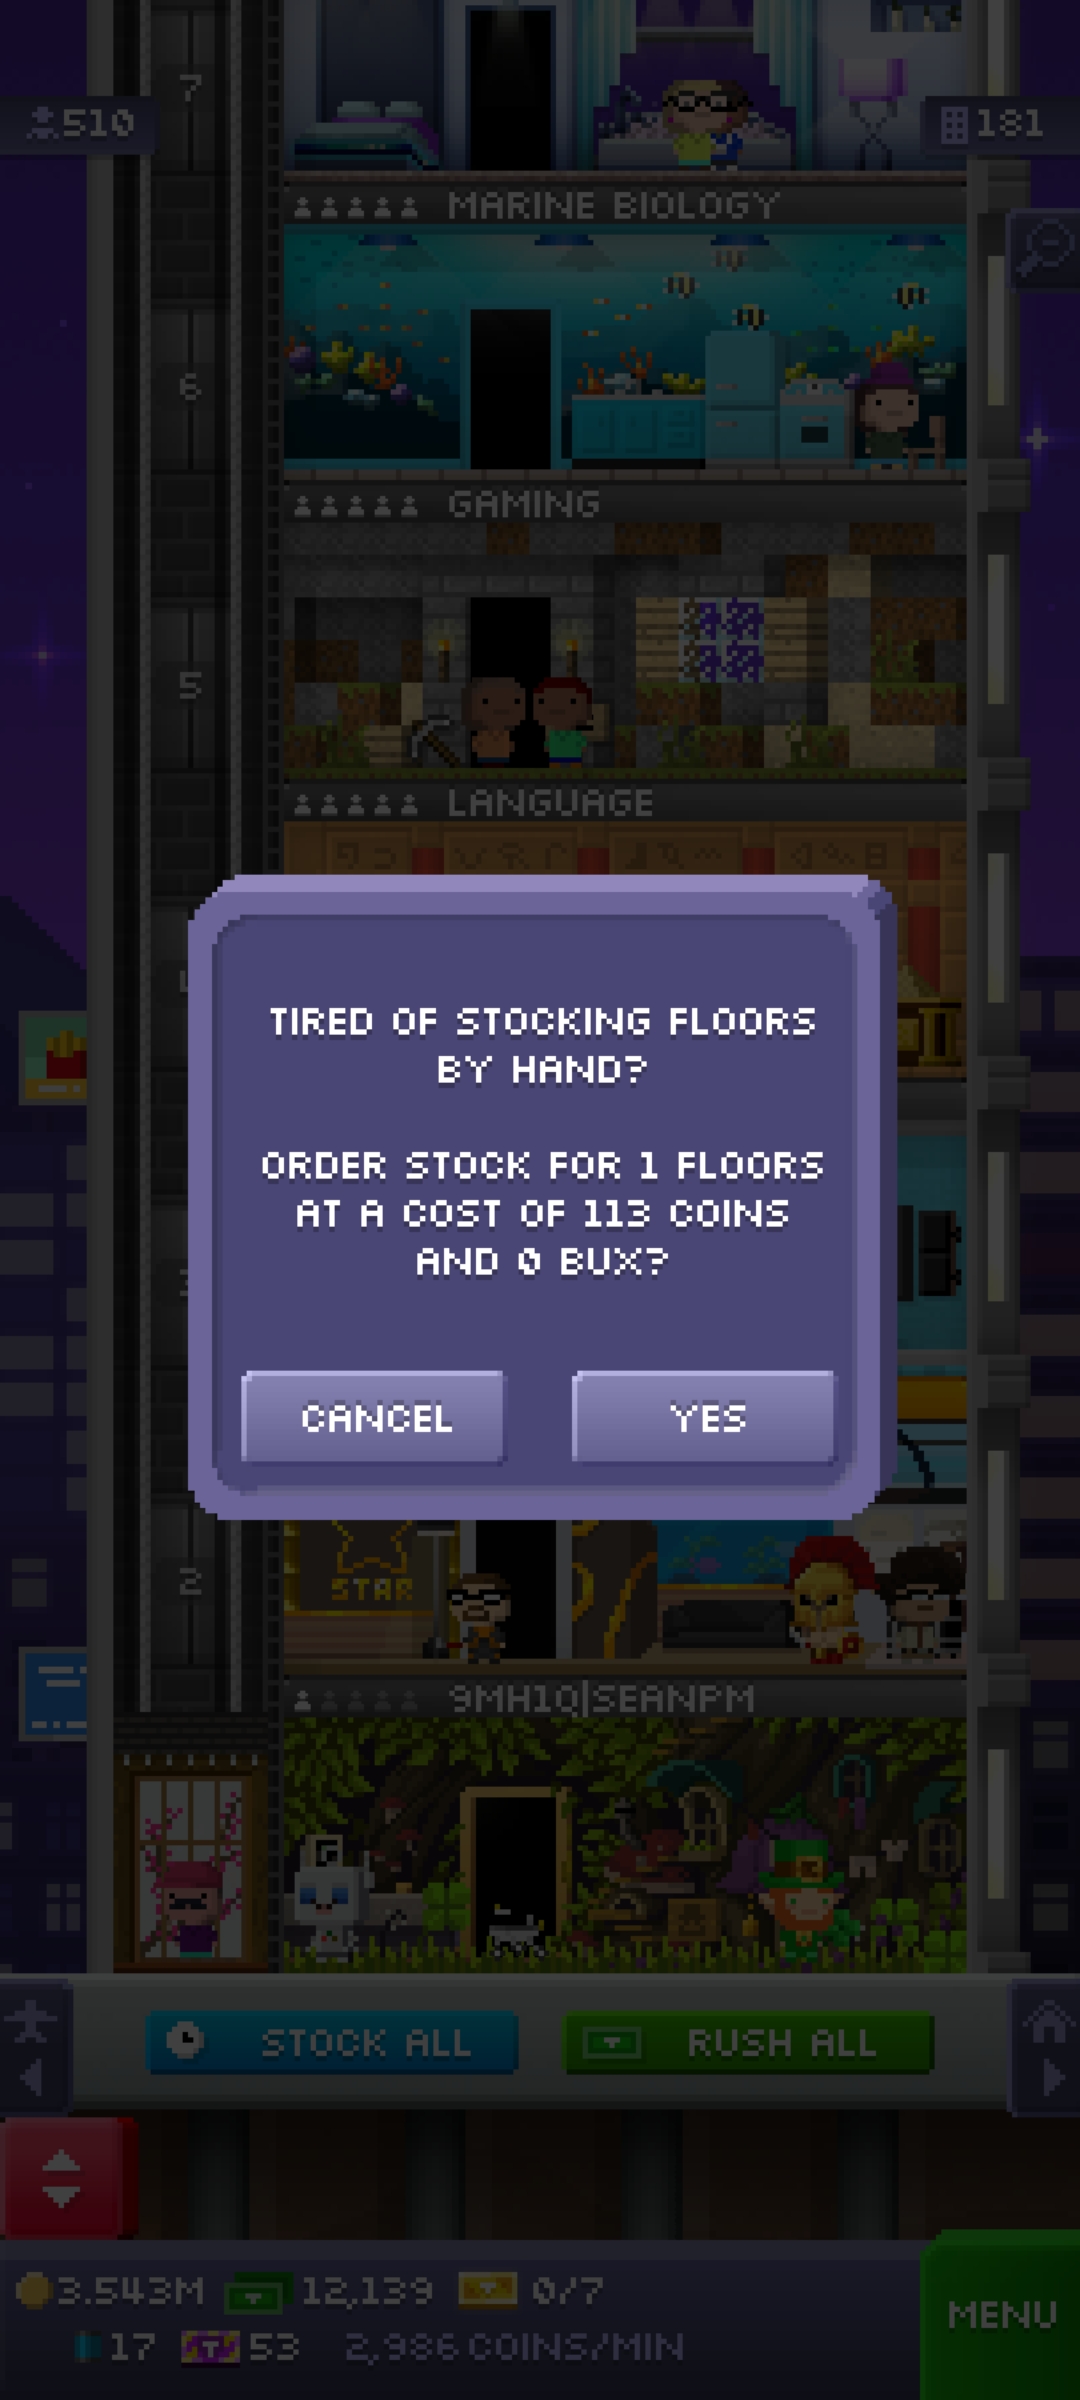 7
510
181
MARINE BIOLOGY
6
GAMING
5
LANGUAGE
TIRED OF STOCKING FLOORS
BY HAND?
ORDER STOCK FOR 1 FLOORS
AT A COST OF 113 COINS
AND 0 BUX?
CANCEL
YES
2
STAR
9MH1Q|SEANPM
STOCK ALL
RUSH ALL
3.543M
12,139
0/7
MENU
17
53
2,986 COINS/MIN